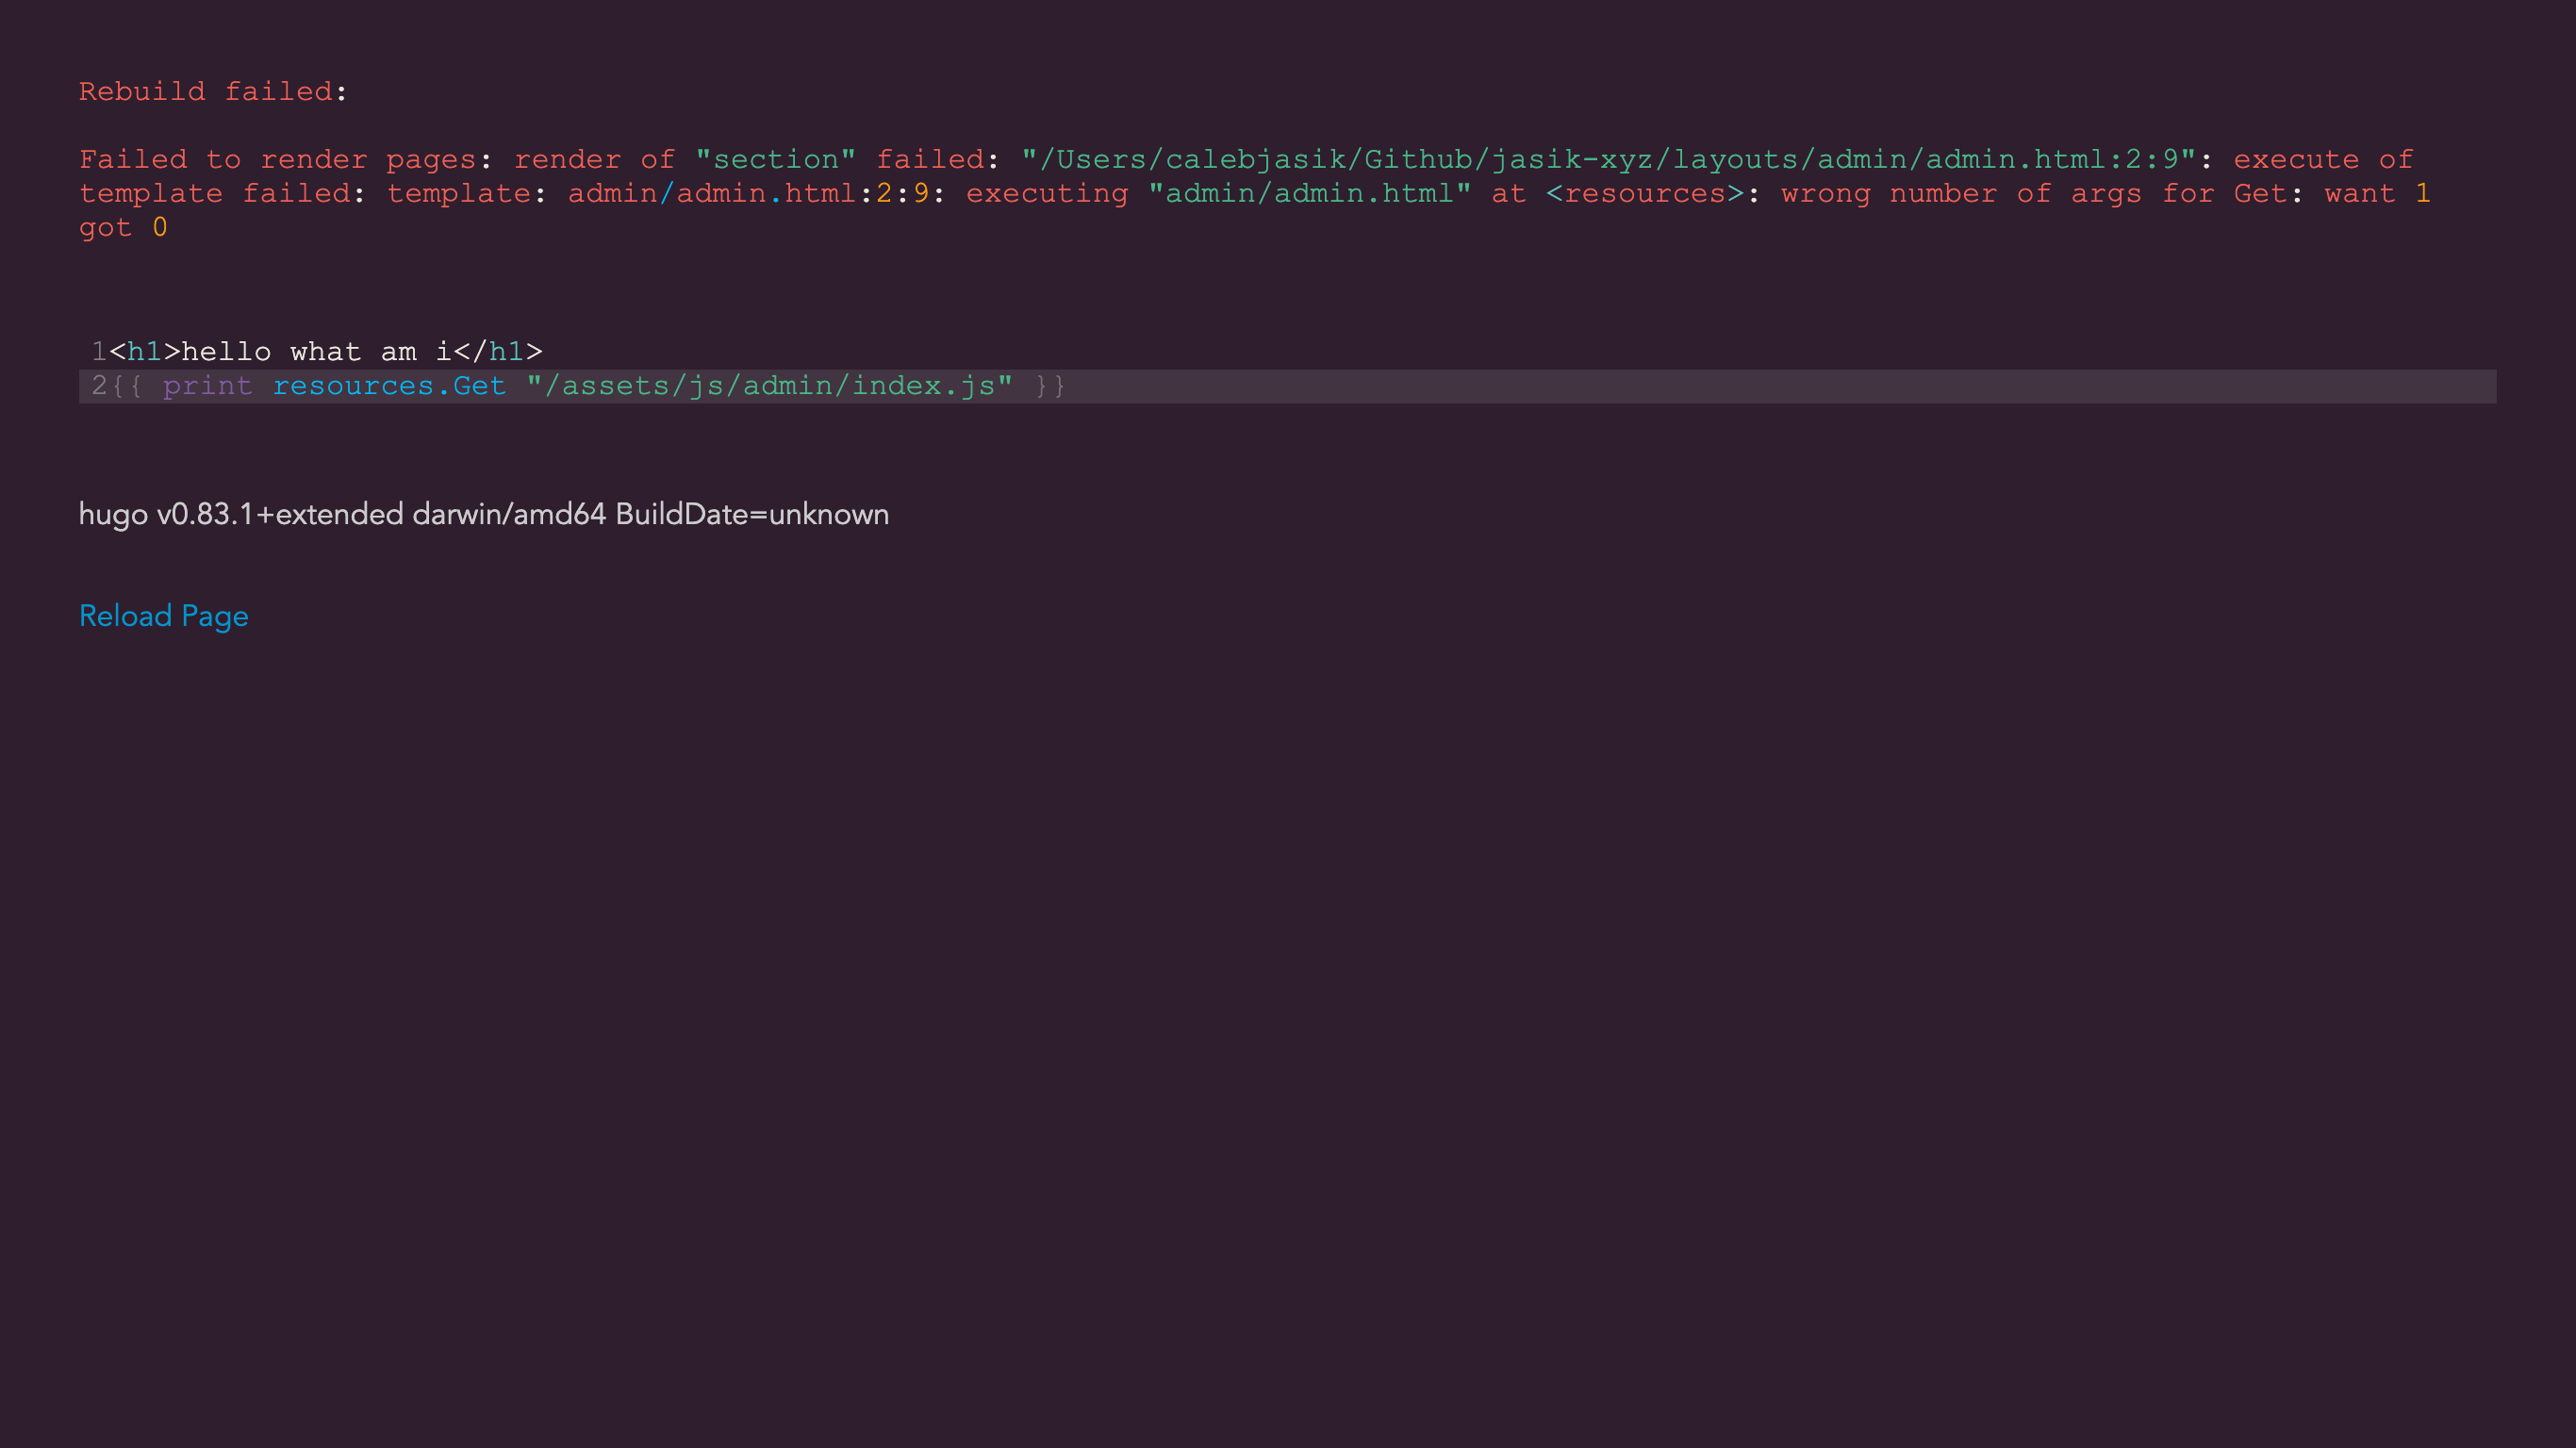 Rebuild failed:
Failed to render pages: render of "section" failed: "/Users/calebjasik/Github/jasik-xyz/layouts/admin/admin.html:2:9": execute of
template failed: template: admin/admin.html:2:9: executing "admin/admin.html" at <resources>: wrong number of args for Get: want 1
got 0
1<h1>hello what am i</h1>
2{{ print resources.Get "/assets/js/admin/index.js" }}
hugo v0.83.1+extended darwin/amd64 BuildDate=unknown
Reload Page